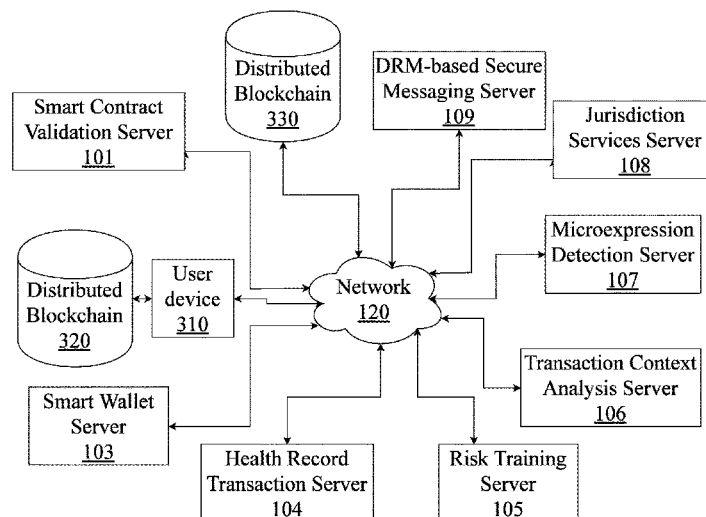 Distributed
Blockchain
330
DRM-based Secure
Messaging Server
109
Smart Contract
Validation Server
101
Jurisdiction
Services Server
108
Microexpression
Detection Server
107
Network
120
User
device
310
Distributed
Blockchain
320
Transaction Context
Analysis Server
106
Smart Wallet
Server
103
Health Record
Transaction Server
104
Risk Training
Server
105